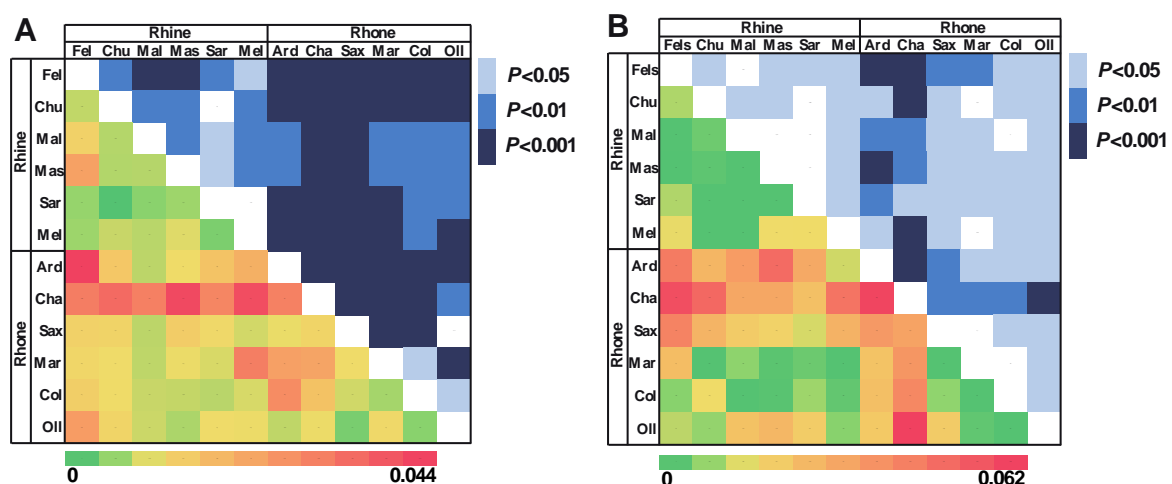 A
Rhine Rhone
Fel Chu Mal Mas Sar Mel Ard Cha Sax Mar Col Oll
Rhine
Fel
Chu
Mal
Mas
Sar
Mel
Rhone
Ard
Cha
Sax
Mar
Col
Oll
P<0.05
P<0.01
P<0.001
0 0.044
B
Rhine Rhone
Fels Chu Mal Mas Sar Mel Ard Cha Sax Mar Col Oll
Rhine
Fels
Chu
Mal
Mas
Sar
Mel
Rhone
Ard
Cha
Sax
Mar
Col
Oll
P<0.05
P<0.01
P<0.001
0 0.062